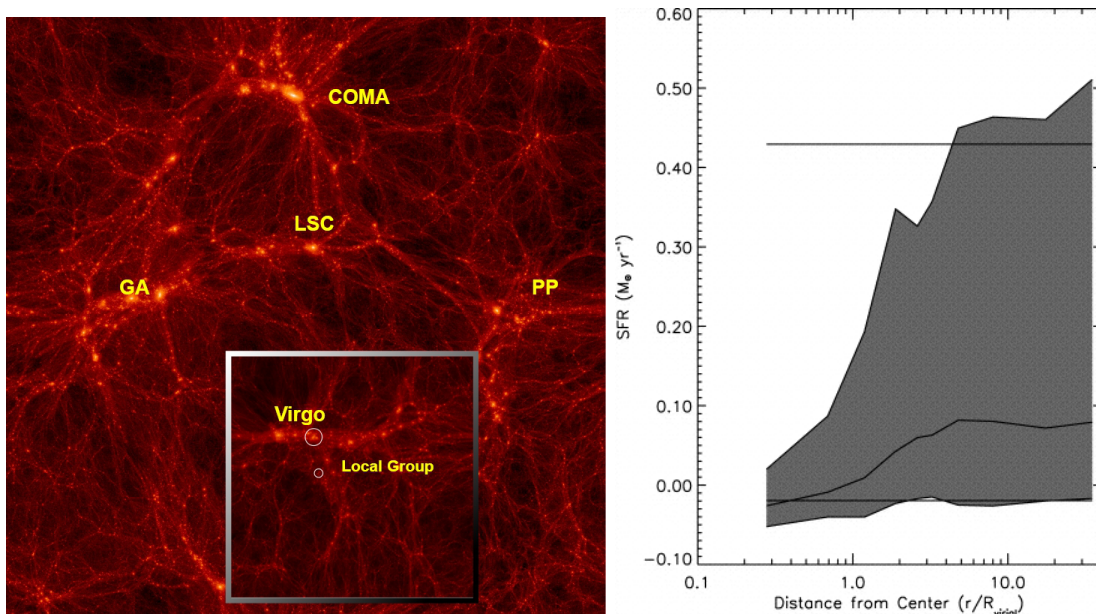 COMA
LSC
GA
PP
Virgo
Local Group
0.60
0.50
0.40
0.30
0.20
0.10
0.00
−0.10
SFR (M⊙ yr⁻¹)
0.1 1.0 10.0
Distance from Center (r/Rvirial)